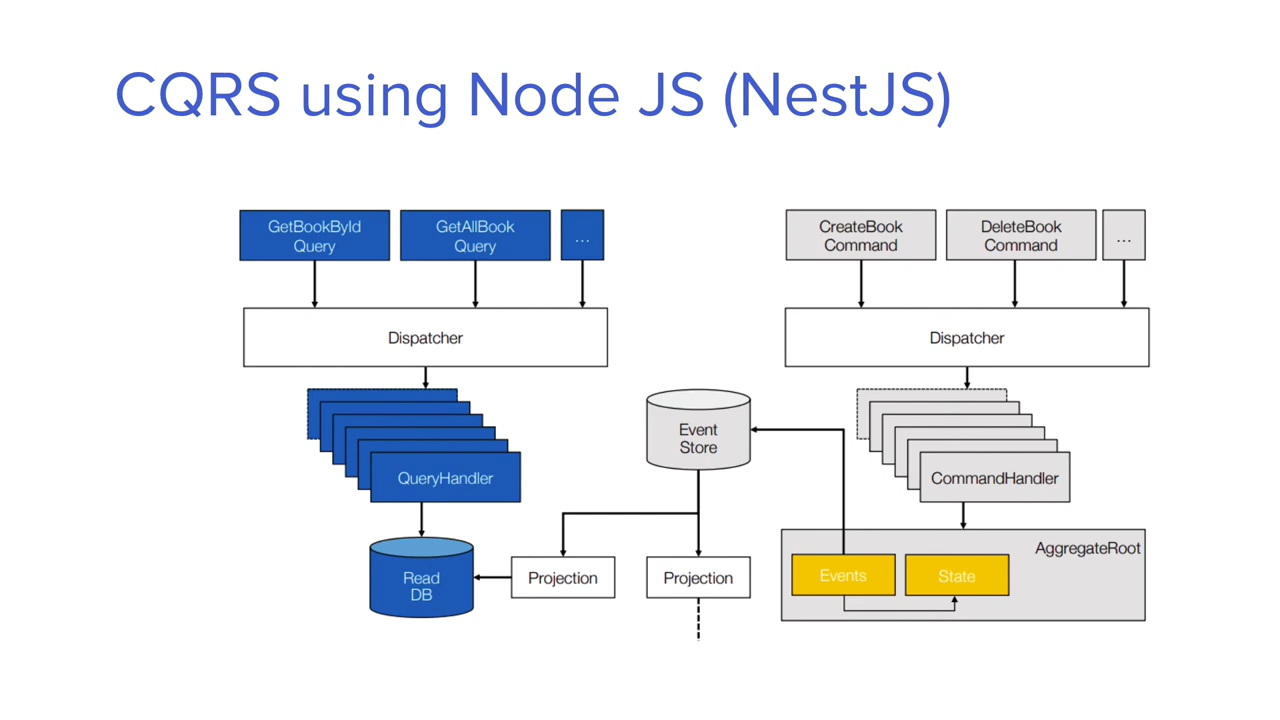 CQRS using Node JS (NestJS)
GetBookById
Query
GetAllBook
Query
...
CreateBook
Command
DeleteBook
Command
...
Dispatcher
Dispatcher
Event
Store
QueryHandler
CommandHandler
AggregateRoot
Read
DB
Projection
Projection
Events
State